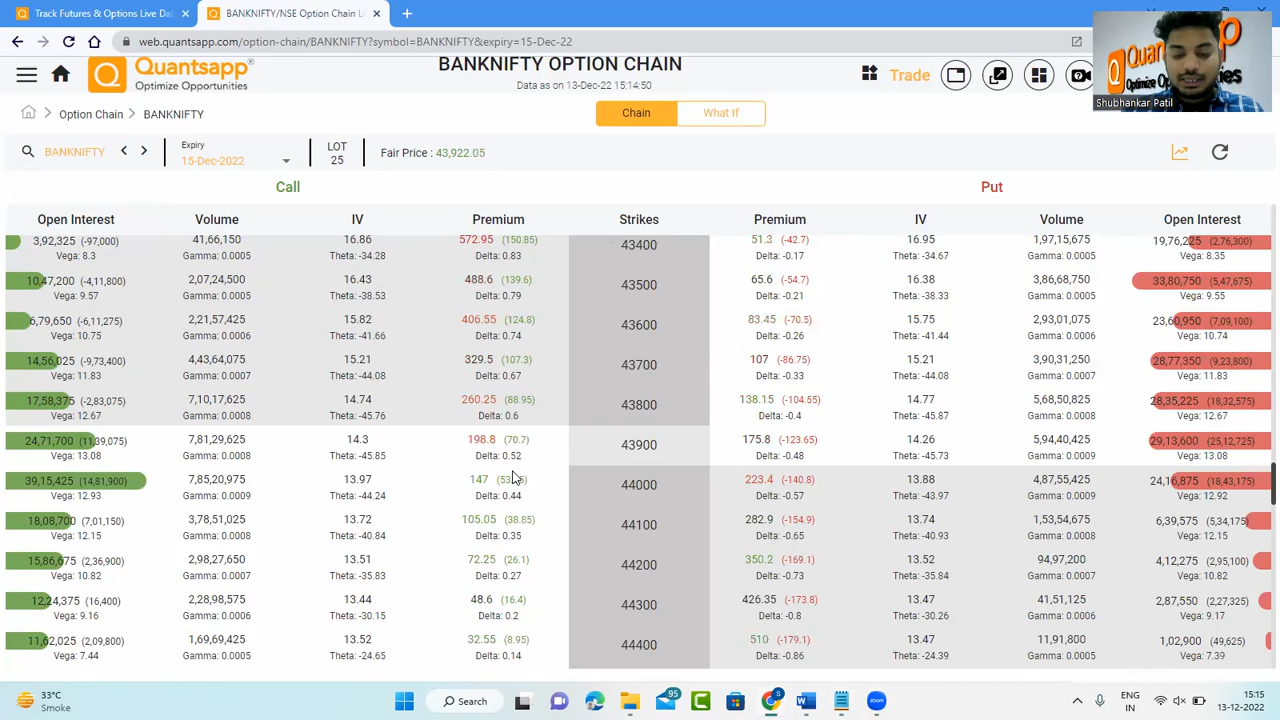 Track Futures & Options Live Dat
BANKNIFTY/NSE Option Chain Li
web.quantsapp.com/option-chain/BANKNIFTY?symbol=BANKNIFTY&expiry=15-Dec-22
Quantsapp
Optimize Opportunities
BANKNIFTY OPTION CHAIN
Data as on 13-Dec-22 15:14:50
Trade
Shubhankar Patil
Option Chain
BANKNIFTY
Chain
What If
BANKNIFTY
Expiry
15-Dec-2022
LOT
25
Fair Price : 43,922.05
Call
Put
Open Interest Volume IV Premium Strikes Premium IV Volume Open Interest
3,92,325 (-97,000) 41,66,150 16.86 572.95 (150.85) 43400 51.3 (-42.7) 16.95 1,97,15,675 19,76,225 (2,76,300)
Vega: 8.3 Gamma: 0.0005 Theta: -34.28 Delta: 0.83 Delta: -0.17 Theta: -34.67 Gamma: 0.0005 Vega: 8.35
10,47,200 (-4,11,800) 2,07,24,500 16.43 488.6 (139.6) 43500 65.6 (-54.7) 16.38 3,86,68,750 33,80,750 (5,47,675)
Vega: 9.57 Gamma: 0.0005 Theta: -38.53 Delta: 0.79 Delta: -0.21 Theta: -38.33 Gamma: 0.0005 Vega: 9.55
6,79,650 (-6,11,275) 2,21,57,425 15.82 406.55 (124.8) 43600 83.45 (-70.5) 15.75 2,93,01,075 23,60,950 (7,09,100)
Vega: 10.75 Gamma: 0.0006 Theta: -41.66 Delta: 0.74 Delta: -0.26 Theta: -41.44 Gamma: 0.0006 Vega: 10.74
14,56,025 (-9,73,400) 4,43,64,075 15.21 329.5 (107.3) 43700 107 (-86.75) 15.21 3,90,31,250 28,77,350 (9,23,800)
Vega: 11.83 Gamma: 0.0007 Theta: -44.08 Delta: 0.67 Delta: -0.33 Theta: -44.08 Gamma: 0.0007 Vega: 11.83
17,58,375 (-2,83,075) 7,10,17,625 14.74 260.25 (88.95) 43800 138.15 (-104.55) 14.77 5,68,50,825 28,35,225 (18,32,575)
Vega: 12.67 Gamma: 0.0008 Theta: -45.76 Delta: 0.6 Delta: -0.4 Theta: -45.87 Gamma: 0.0008 Vega: 12.67
24,71,700 (11,39,075) 7,81,29,625 14.3 198.8 (70.7) 43900 175.8 (-123.65) 14.26 5,94,40,425 29,13,600 (25,12,725)
Vega: 13.08 Gamma: 0.0008 Theta: -45.85 Delta: 0.52 Delta: -0.48 Theta: -45.73 Gamma: 0.0008 Vega: 13.08
39,15,425 (14,81,900) 7,85,20,975 13.97 147 44000 223.4 (-140.8) 13.88 4,87,55,425 24,16,875 (18,43,175)
Vega: 12.93 Gamma: 0.0009 Theta: -44.24 Delta: 0.44 Delta: -0.57 Theta: -43.97 Gamma: 0.0009 Vega: 12.92
18,08,700 (7,01,150) 3,78,51,025 13.72 105.05 (38.85) 44100 282.9 (-154.9) 13.74 1,53,54,675 6,39,575 (5,34,175)
Vega: 12.15 Gamma: 0.0008 Theta: -40.84 Delta: 0.35 Delta: -0.65 Theta: -40.93 Gamma: 0.0008 Vega: 12.15
15,86,675 (2,36,900) 2,98,27,650 13.51 72.25 (26.1) 44200 350.2 (-169.1) 13.52 94,97,200 4,12,275 (2,95,100)
Vega: 10.82 Gamma: 0.0007 Theta: -35.83 Delta: 0.27 Delta: -0.73 Theta: -35.84 Gamma: 0.0007 Vega: 10.82
12,24,375 (16,400) 2,28,98,575 13.44 48.6 (16.4) 44300 426.35 (-173.8) 13.47 41,51,125 2,87,550 (2,27,325)
Vega: 9.16 Gamma: 0.0006 Theta: -30.15 Delta: 0.2 Delta: -0.8 Theta: -30.26 Gamma: 0.0006 Vega: 9.17
11,62,025 (2,09,800) 1,69,69,425 13.52 32.55 (8.95) 44400 510 (-179.1) 13.47 11,91,800 1,02,900 (49,625)
Vega: 7.44 Gamma: 0.0005 Theta: -24.65 Delta: 0.14 Delta: -0.86 Theta: -24.39 Gamma: 0.0005 Vega: 7.39
33°C
Smoke
Search
95
ENG
IN
15:15
13-12-2022